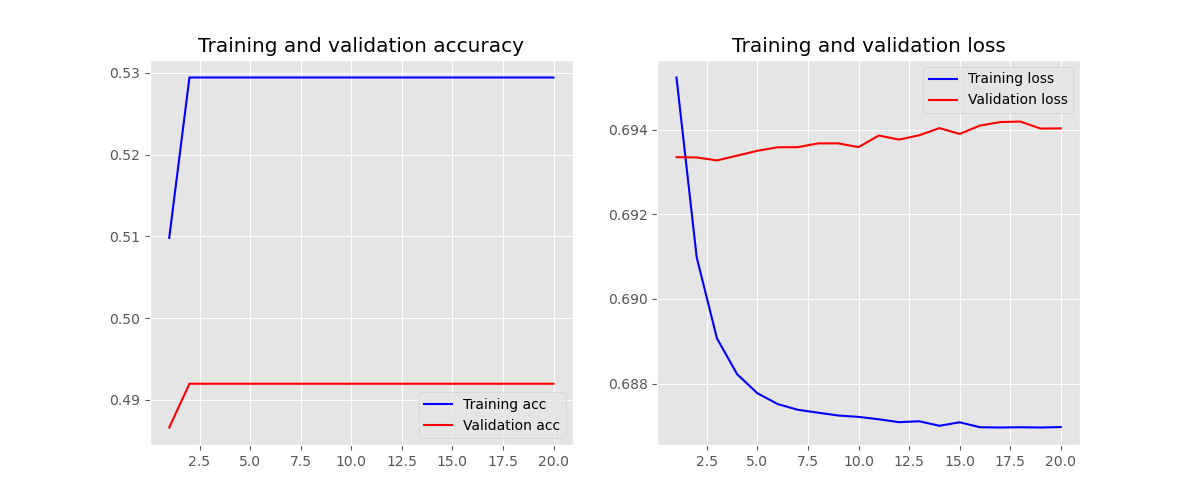 Training and validation accuracy
0.53
0.52
0.51
0.50
0.49
Training acc
Validation acc
2.5 5.0 7.5 10.0 12.5 15.0 17.5 20.0
Training and validation loss
Training loss
Validation loss
0.694
0.692
0.690
0.688
2.5 5.0 7.5 10.0 12.5 15.0 17.5 20.0